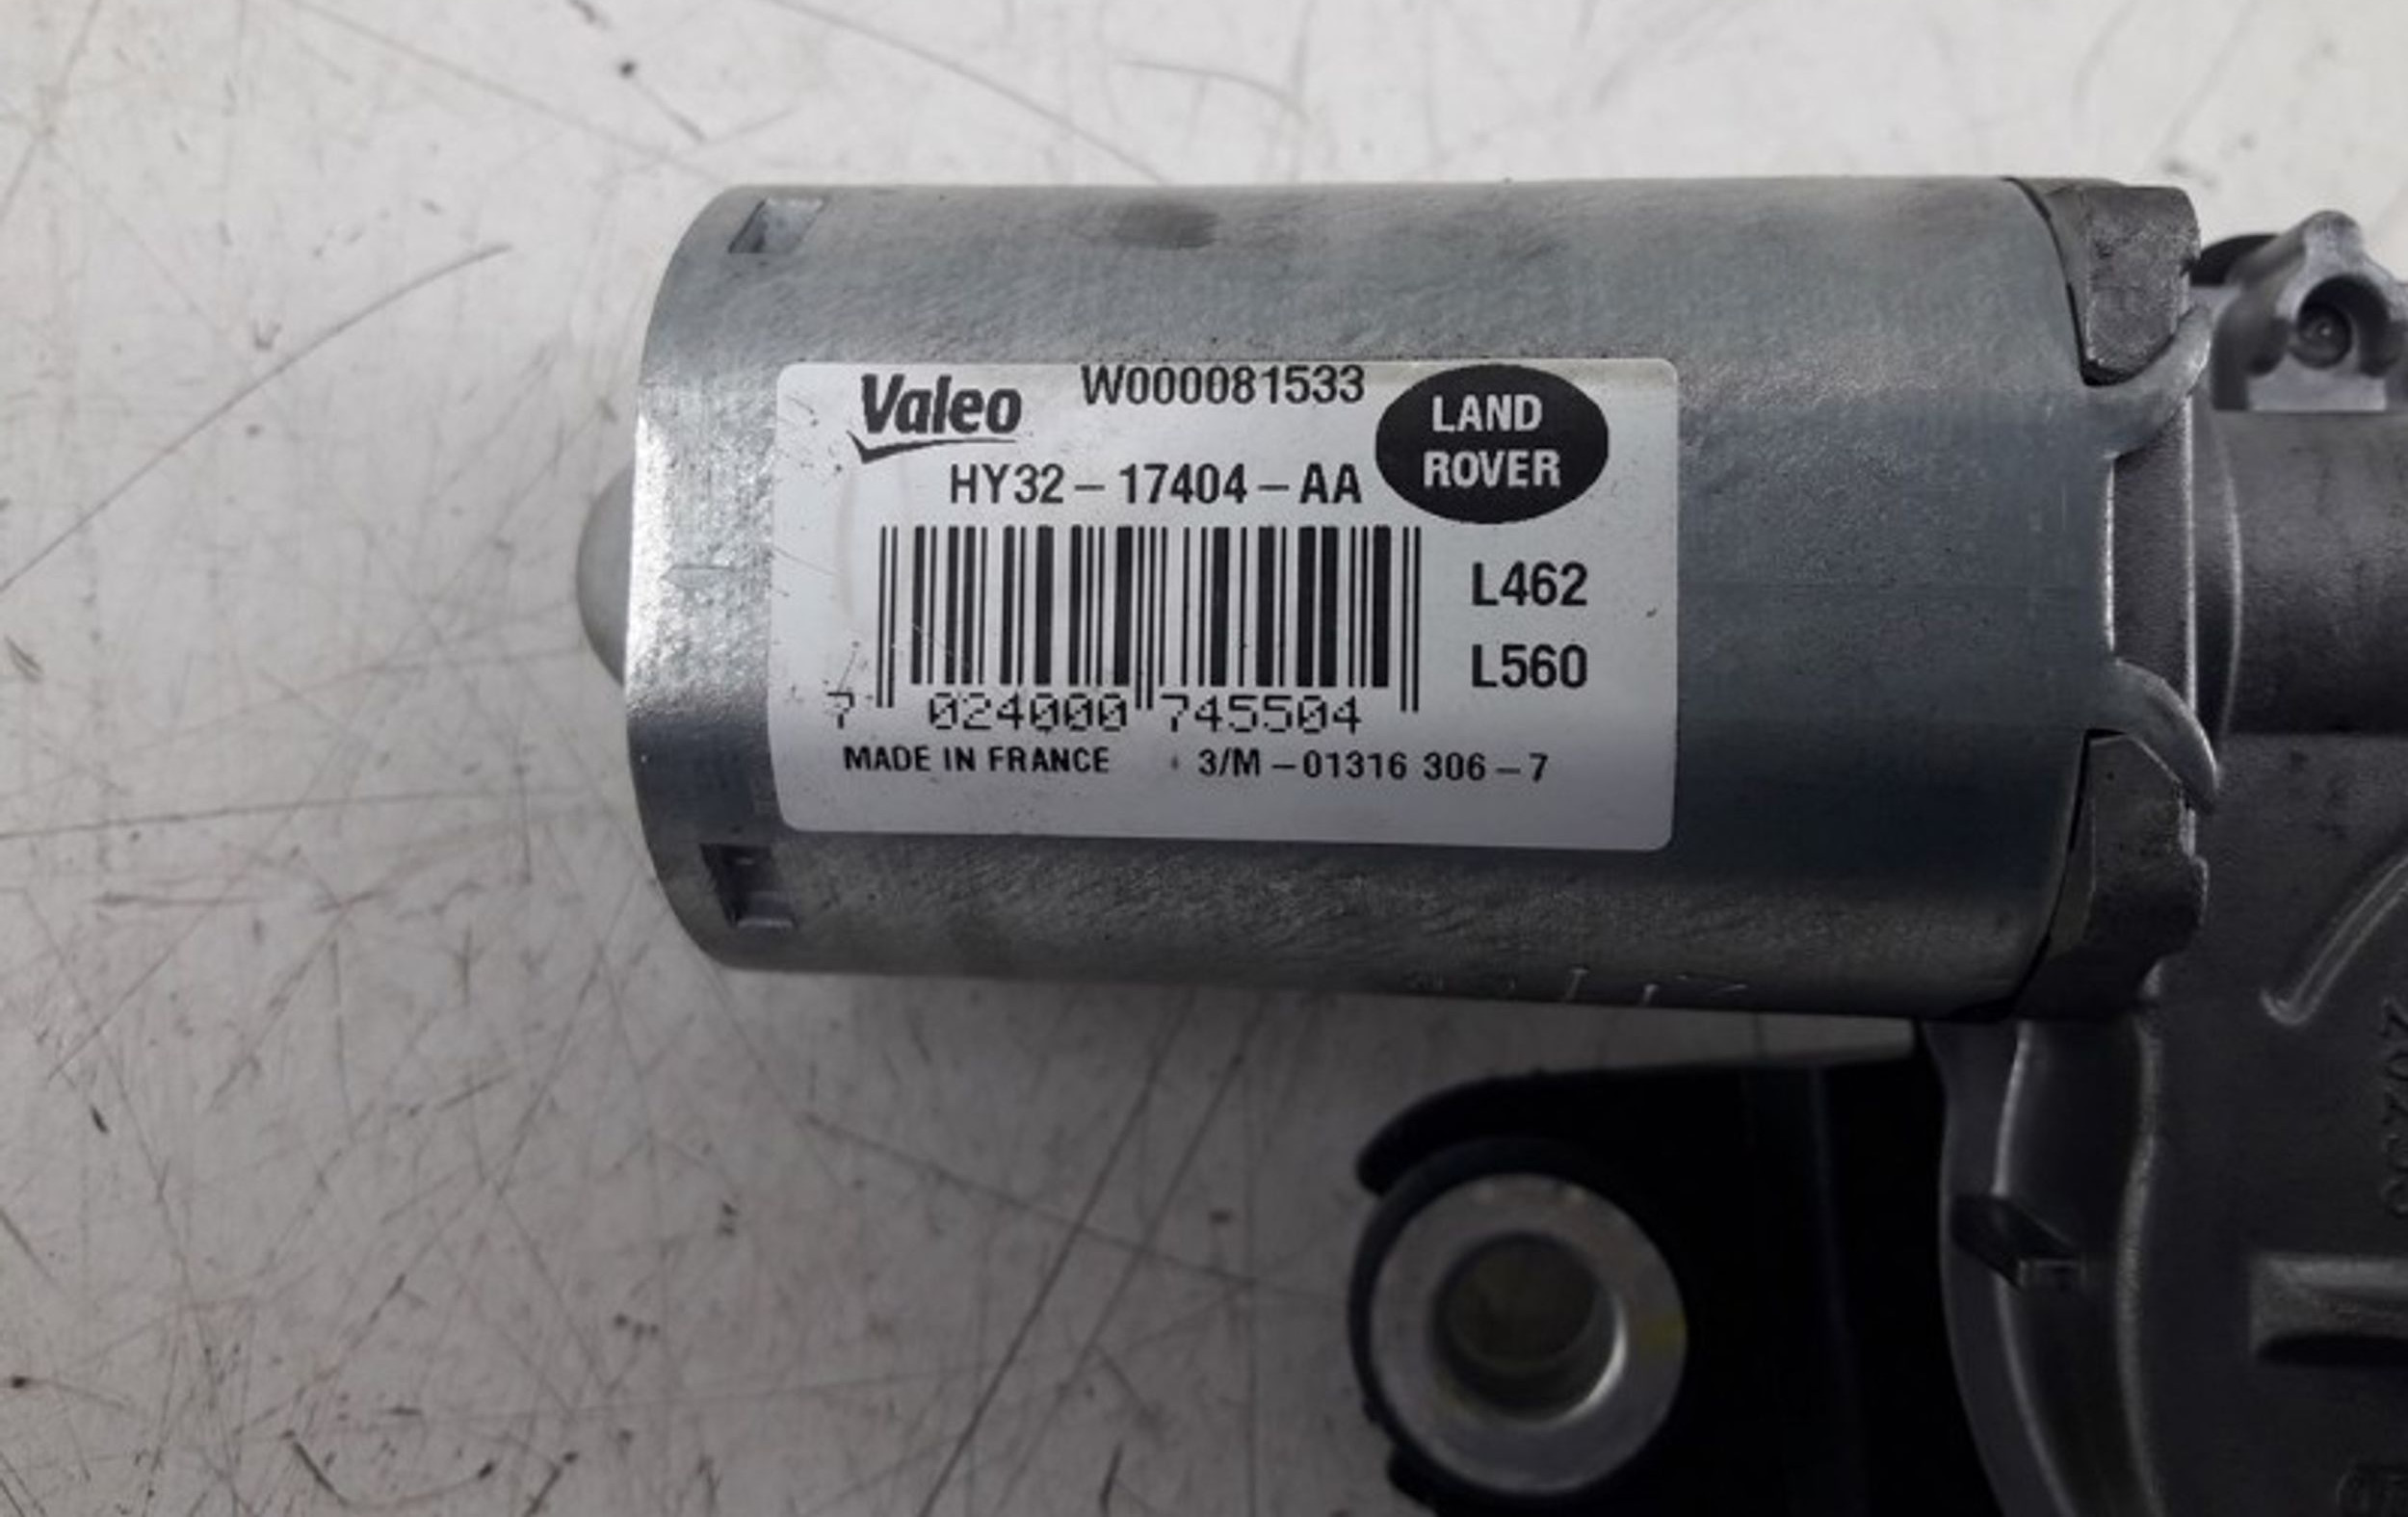 Valeo W000081533
LAND
ROVER
HY32-17404-AA
L462
L560
7 024000 745504
MADE IN FRANCE 3/M-01316 306-7